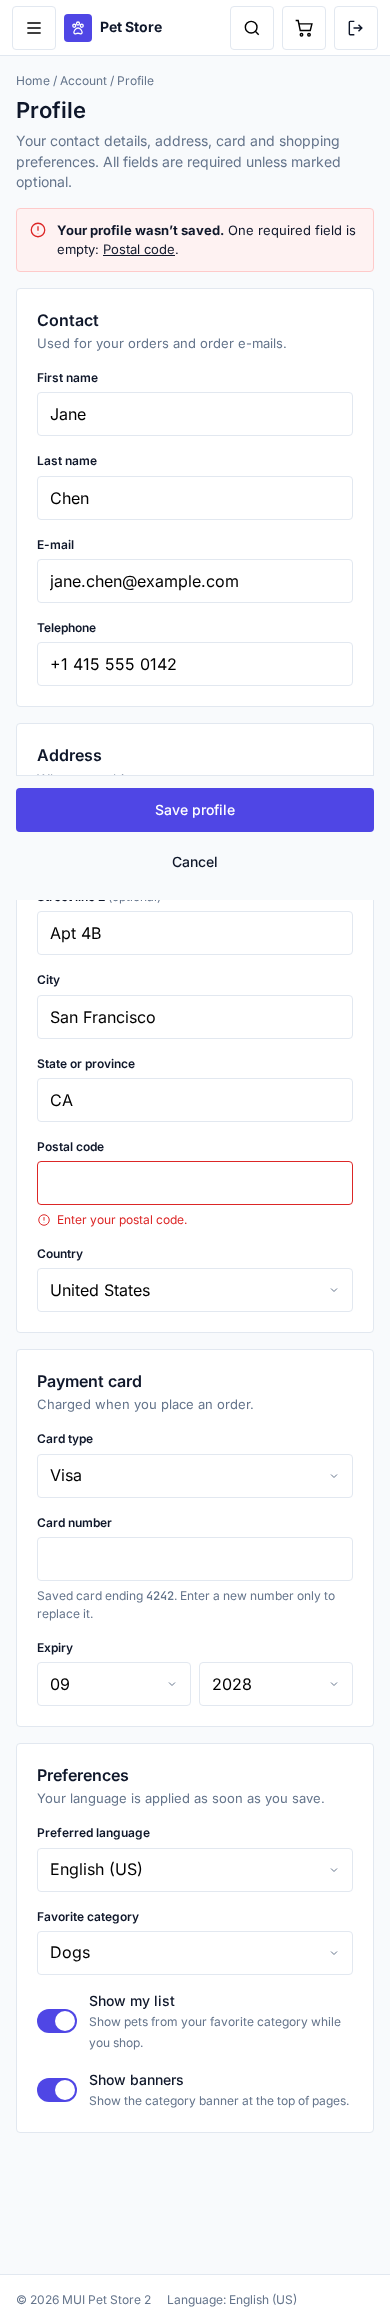 Pet Store
Home / Account / Profile
Profile
Your contact details, address, card and shopping
preferences. All fields are required unless marked
optional.
Your profile wasn’t saved. One required field is
empty: Postal code.
Contact
Used for your orders and order e-mails.
First name
Jane
Last name
Chen
E-mail
jane.chen@example.com
Telephone
+1 415 555 0142
Address
Save profile
Cancel
Apt 4B
City
San Francisco
State or province
CA
Postal code
Enter your postal code.
Country
United States
Payment card
Charged when you place an order.
Card type
Visa
Card number
Saved card ending 4242. Enter a new number only to
replace it.
Expiry
09
2028
Preferences
Your language is applied as soon as you save.
Preferred language
English (US)
Favorite category
Dogs
Show my list
Show pets from your favorite category while
you shop.
Show banners
Show the category banner at the top of pages.
© 2026 MUI Pet Store 2 Language: English (US)